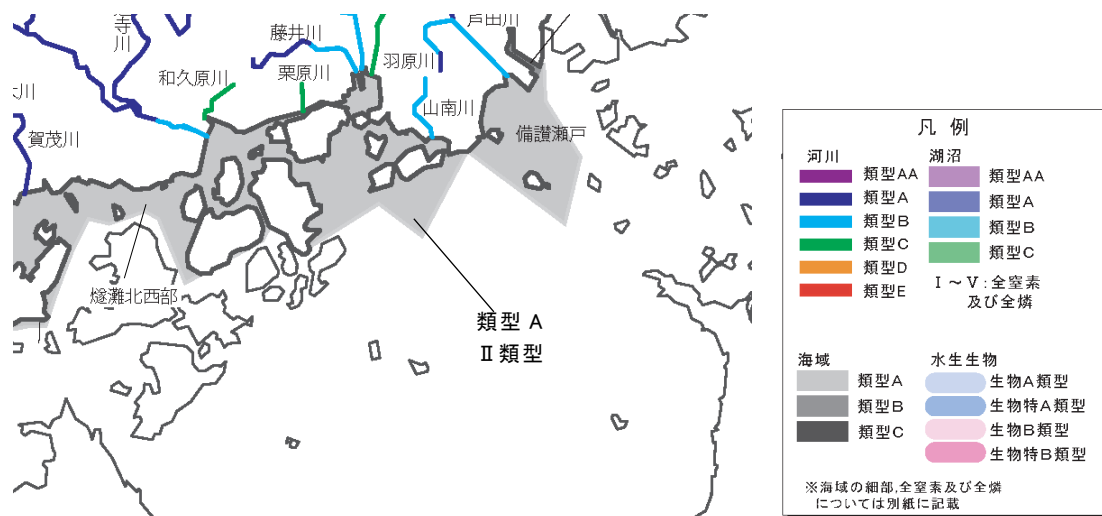 芦田川
寺川
藤井川
羽原川
和久原川
栗原川
山南川
賀茂川
備讃瀬戸
燧灘北西部
類型A
Ⅱ類型
凡例
河川
類型AA
類型A
類型B
類型C
類型D
類型E
湖沼
類型AA
類型A
類型B
類型C
Ⅰ～Ⅴ:全窒素
及び全燐
海域
類型A
類型B
類型C
水生生物
生物A類型
生物特A類型
生物B類型
生物特B類型
※海域の細部,全窒素及び全燐
については別紙に記載